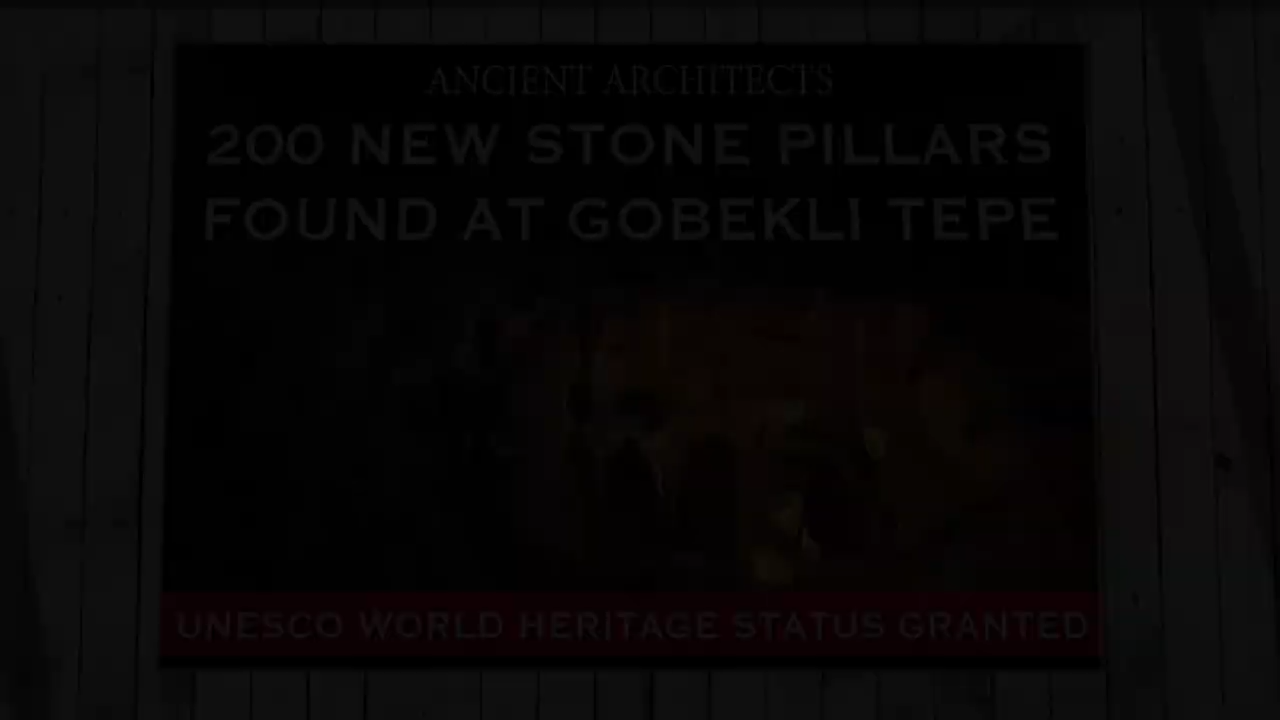 ANCIENT ARCHITECTS
200 NEW STONE PILLARS
FOUND AT GOBEKLI TEPE
UNESCO WORLD HERITAGE STATUS GRANTED